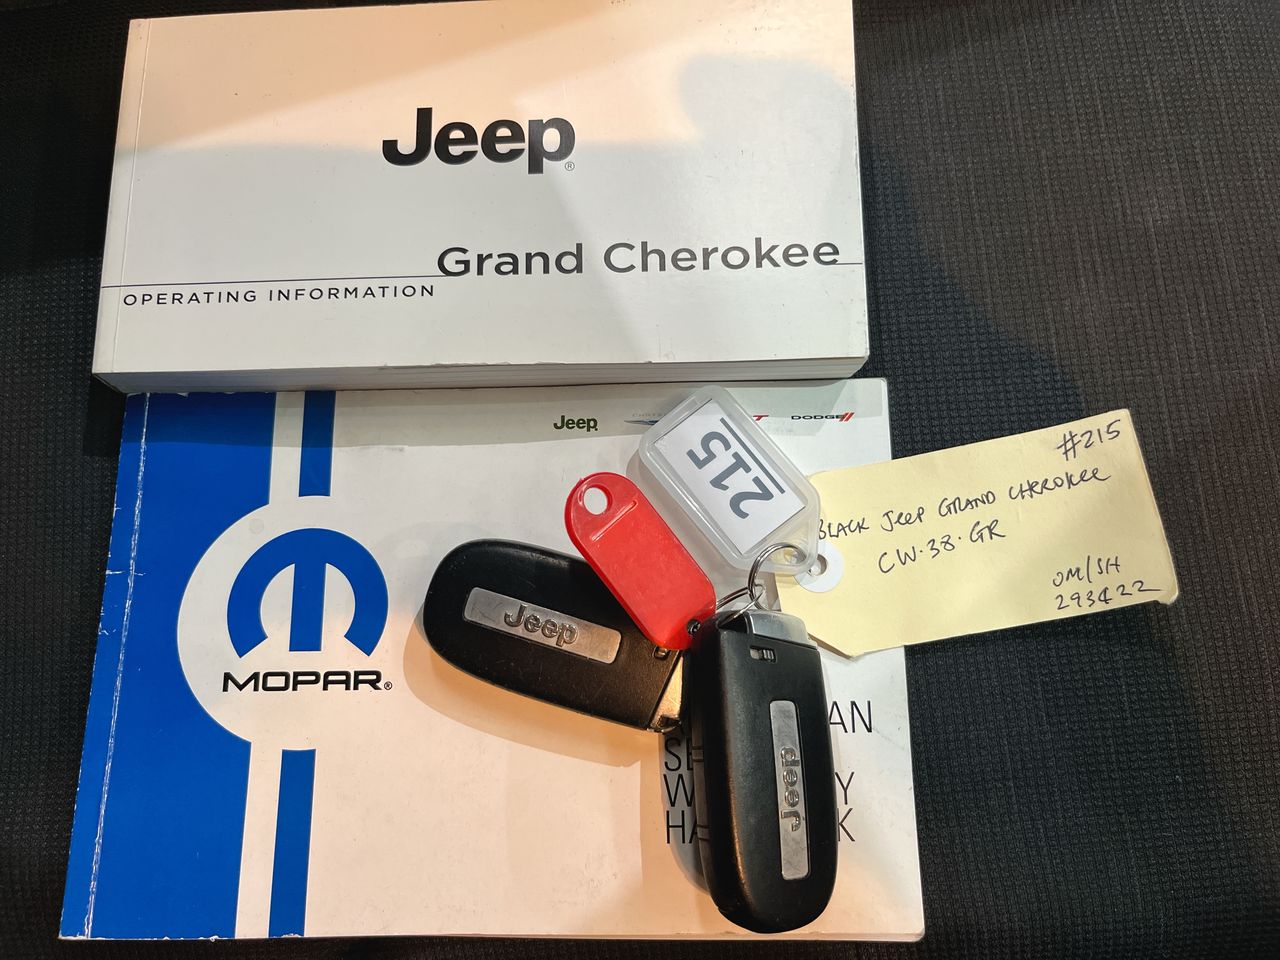 Jeep®
Grand Cherokee
OPERATING INFORMATION
Jeep
DODGE
MOPAR®
215
#215
BLACK JEEP GRAND CHEROKEE
CW·38·GR
OM/SH
Jeep
Jeep
AN
Y
K